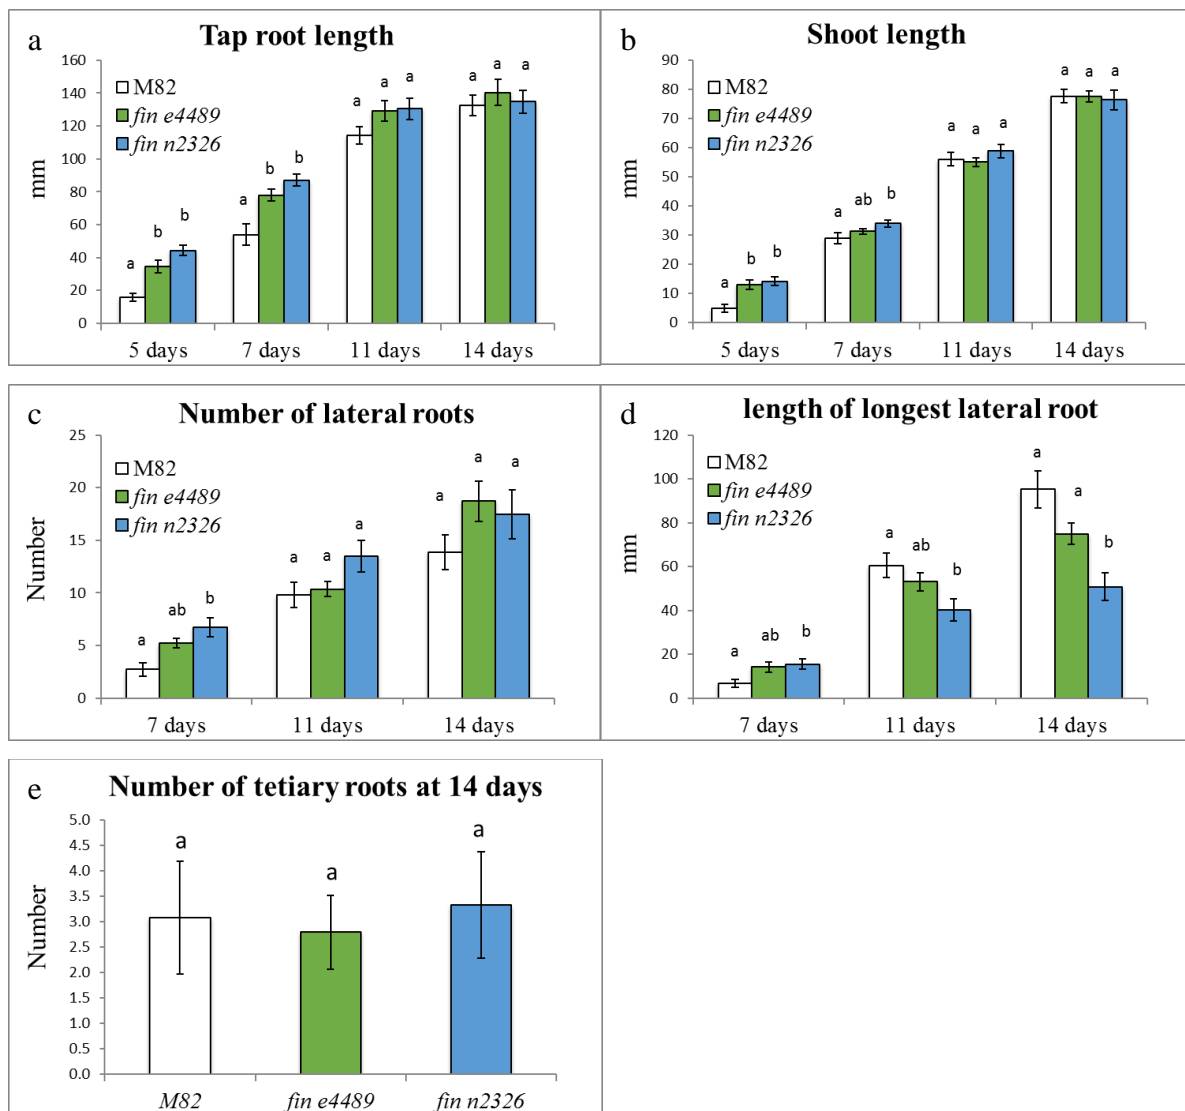 a
Tap root length
160
140
120
100
80
60
40
20
0
mm
M82
fin e4489
fin n2326
a b b
a b b
a a a
a a a
5 days 7 days 11 days 14 days
b
Shoot length
90
80
70
60
50
40
30
20
10
0
mm
M82
fin e4489
fin n2326
a b b
a ab b
a a a
a a a
5 days 7 days 11 days 14 days
c
Number of lateral roots
25
20
15
10
5
0
Number
M82
fin e4489
fin n2326
a ab b
a a a
a a a
7 days 11 days 14 days
d
length of longest lateral root
120
100
80
60
40
20
0
mm
M82
fin e4489
fin n2326
a ab b
a ab b
a a b
7 days 11 days 14 days
e
Number of tetiary roots at 14 days
5.0
4.5
4.0
3.5
3.0
2.5
2.0
1.5
1.0
0.5
0.0
Number
a a a
M82 fin e4489 fin n2326